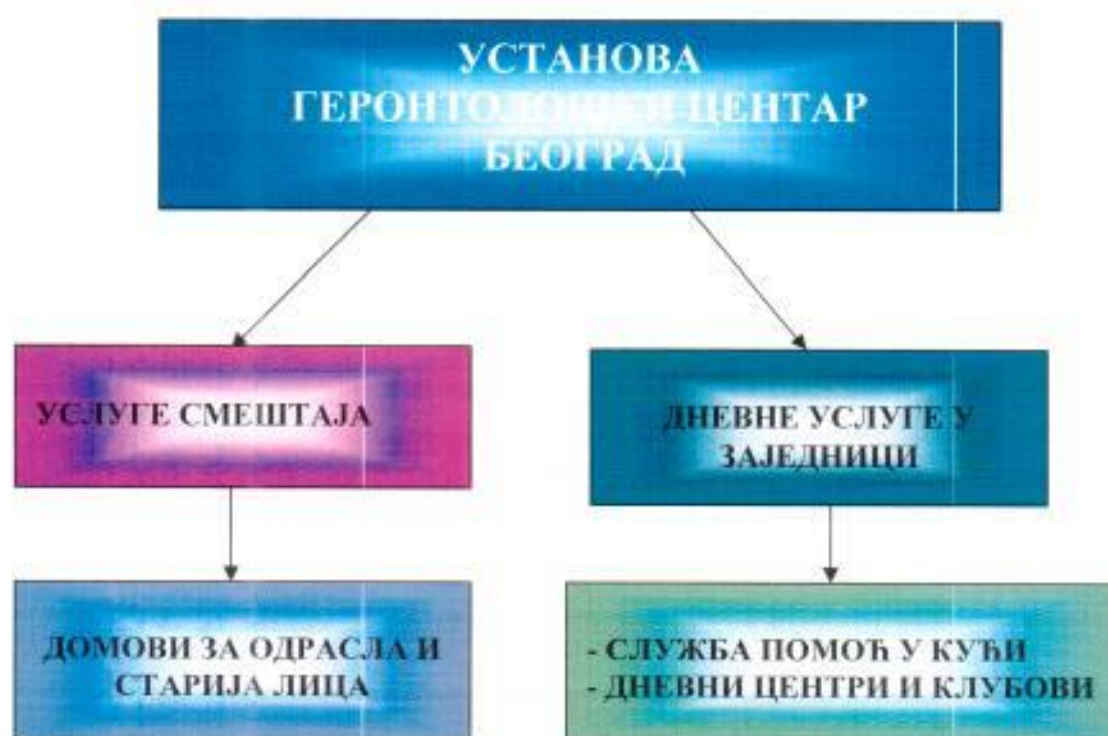 УСТАНОВА
ГЕРОНТОЛОШКИ ЦЕНТАР
БЕОГРАД
УСЛУГЕ СМЕШТАЈА
ДНЕВНЕ УСЛУГЕ У
ЗАЈЕДНИЦИ
ДОМОВИ ЗА ОДРАСЛА И
СТАРИЈА ЛИЦА
- СЛУЖБА ПОМОЋ У КУЋИ
- ДНЕВНИ ЦЕНТРИ И КЛУБОВИ